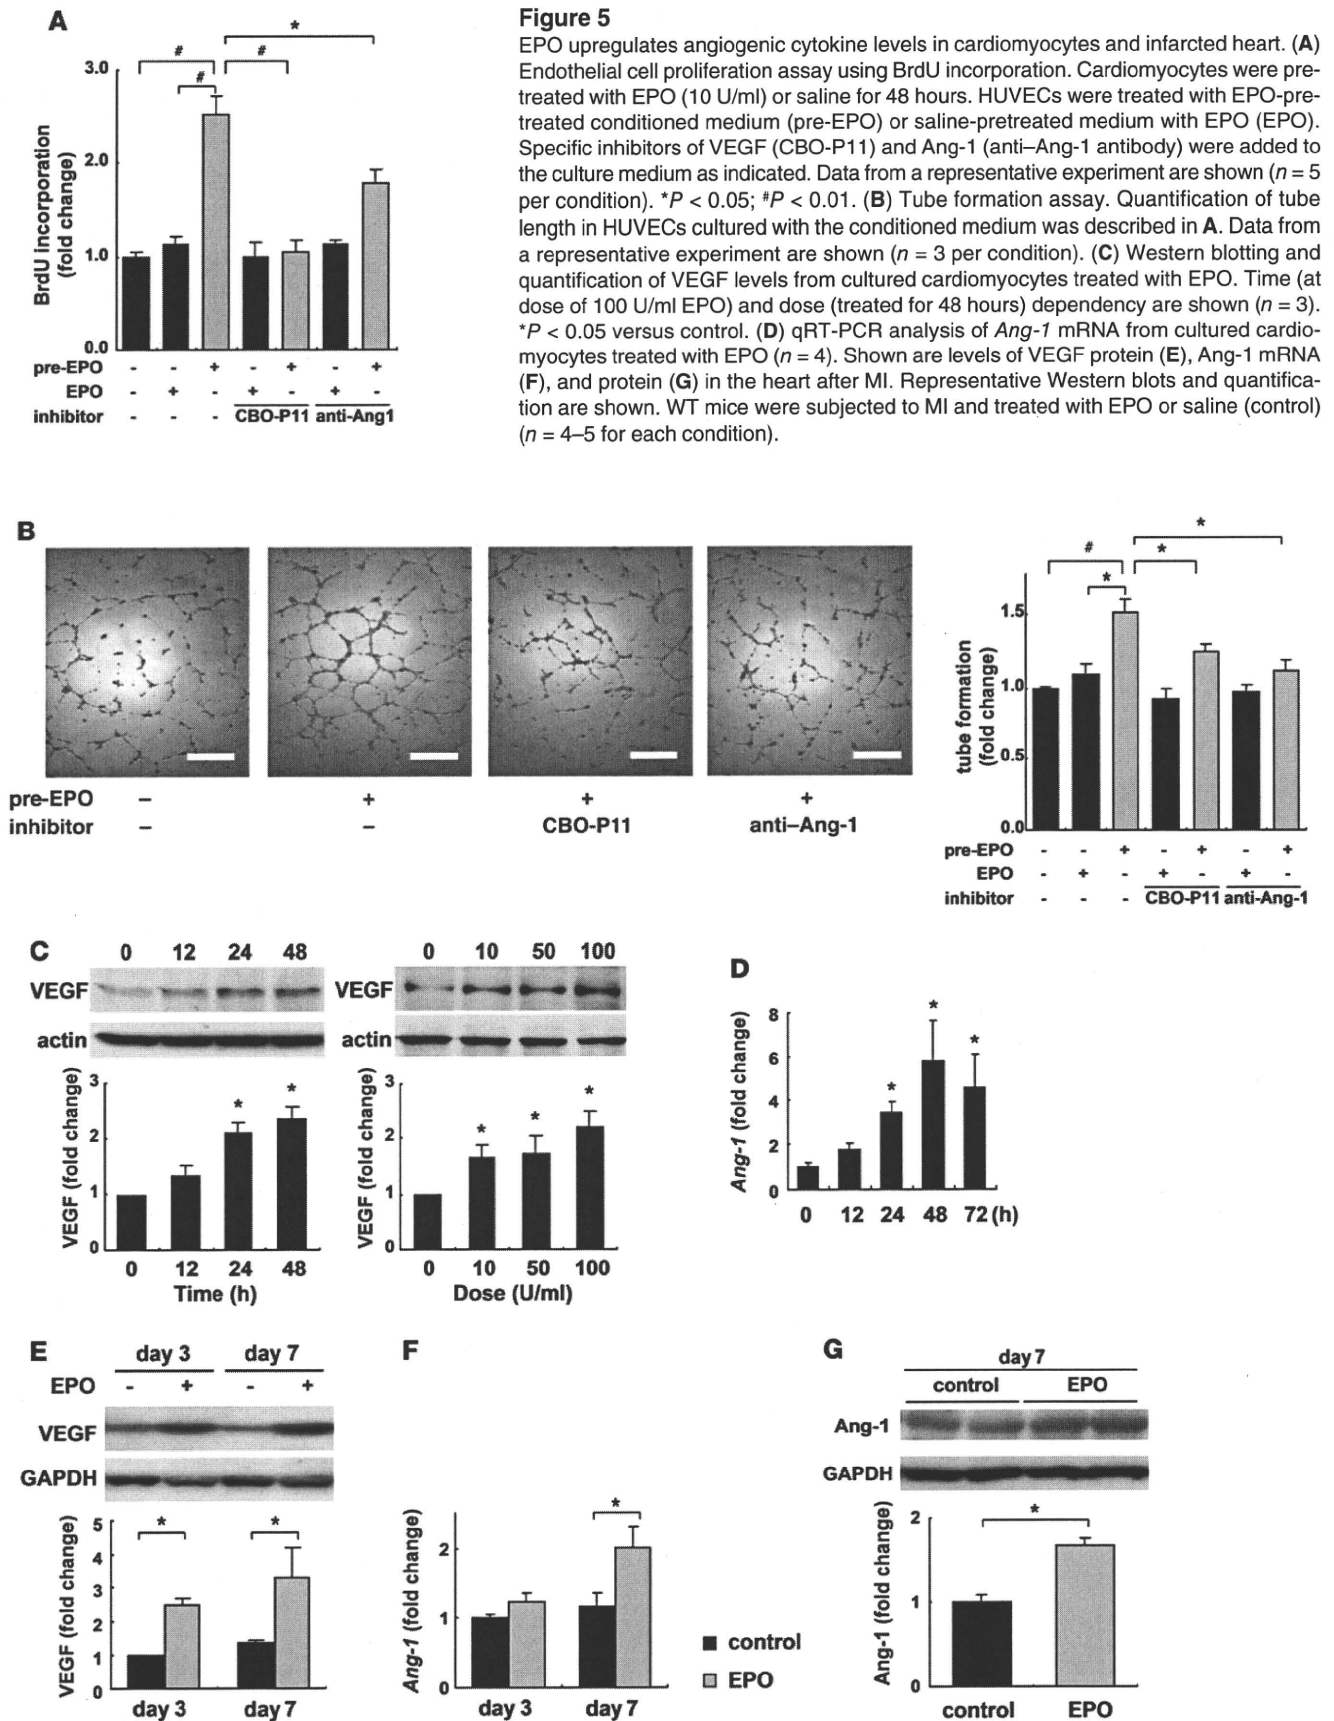 A
*
#
#
#
3.0
2.0
1.0
0.0
BrdU incorporation
(fold change)
pre-EPO - - + - + - +
EPO - + - + - + -
inhibitor - - - CBO-P11 anti-Ang1
Figure 5
EPO upregulates angiogenic cytokine levels in cardiomyocytes and infarcted heart. (A)
Endothelial cell proliferation assay using BrdU incorporation. Cardiomyocytes were pre-
treated with EPO (10 U/ml) or saline for 48 hours. HUVECs were treated with EPO-pre-
treated conditioned medium (pre-EPO) or saline-pretreated medium with EPO (EPO).
Specific inhibitors of VEGF (CBO-P11) and Ang-1 (anti–Ang-1 antibody) were added to
the culture medium as indicated. Data from a representative experiment are shown (n = 5
per condition). *P < 0.05; #P < 0.01. (B) Tube formation assay. Quantification of tube
length in HUVECs cultured with the conditioned medium was described in A. Data from
a representative experiment are shown (n = 3 per condition). (C) Western blotting and
quantification of VEGF levels from cultured cardiomyocytes treated with EPO. Time (at
dose of 100 U/ml EPO) and dose (treated for 48 hours) dependency are shown (n = 3).
*P < 0.05 versus control. (D) qRT-PCR analysis of Ang-1 mRNA from cultured cardio-
myocytes treated with EPO (n = 4). Shown are levels of VEGF protein (E), Ang-1 mRNA
(F), and protein (G) in the heart after MI. Representative Western blots and quantifica-
tion are shown. WT mice were subjected to MI and treated with EPO or saline (control)
(n = 4–5 for each condition).
B
pre-EPO – + + +
inhibitor – – CBO-P11 anti–Ang-1
*
# *
*
1.5
1.0
0.5
0.0
tube formation
(fold change)
pre-EPO - - + - + - +
EPO - + - + - + -
inhibitor - - - CBO-P11 anti-Ang-1
C
0 12 24 48
VEGF
actin
3
2
1
0
VEGF (fold change)
* *
0 12 24 48
Time (h)
0 10 50 100
VEGF
actin
3
2
1
0
VEGF (fold change)
* * *
0 10 50 100
Dose (U/ml)
D
8
6
4
2
0
Ang-1 (fold change)
* * *
0 12 24 48 72 (h)
E
day 3 day 7
EPO - + - +
VEGF
GAPDH
5
4
3
2
1
0
VEGF (fold change)
* *
day 3 day 7
F
2
1
0
Ang-1 (fold change)
*
day 3 day 7
control
EPO
G
day 7
control EPO
Ang-1
GAPDH
2
1
0
Ang-1 (fold change)
*
control EPO